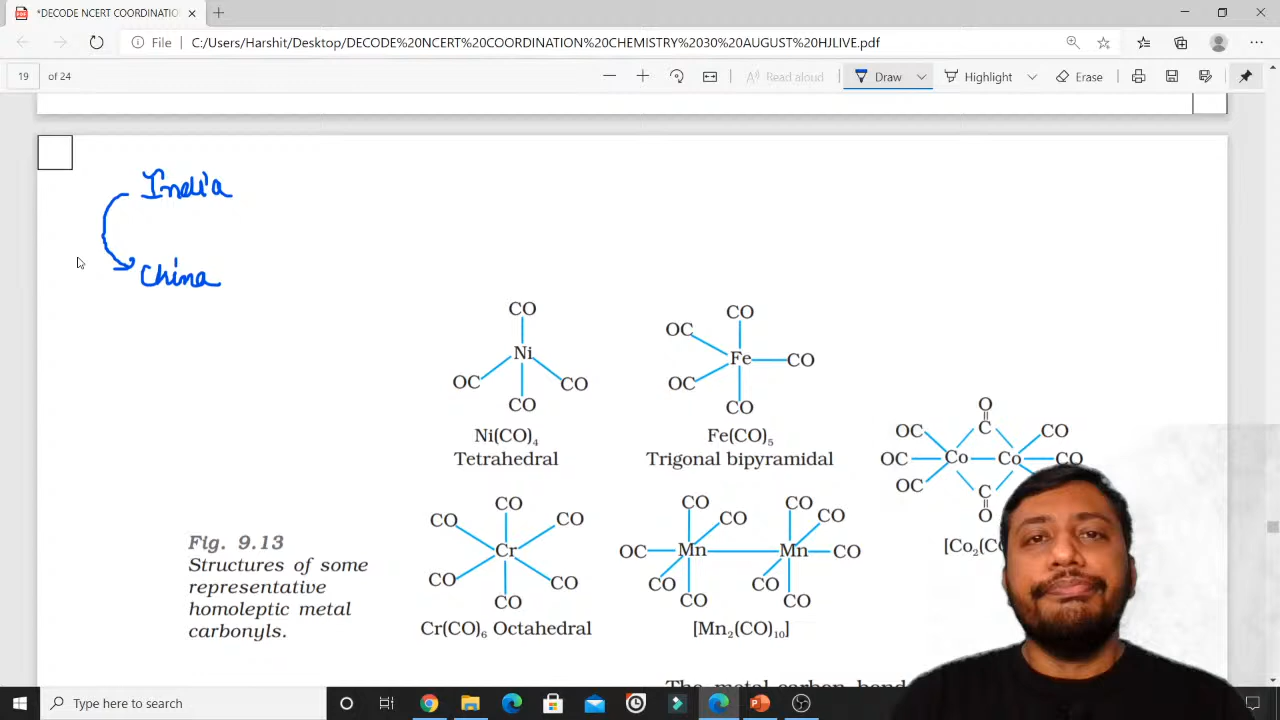 *DECODE NCERT COORDINATION
File
C:/Users/Harshit/Desktop/DECODE%20NCERT%20COORDINATION%20CHEMISTRY%2030%20AUGUST%20HJLIVE.pdf
19 of 24
Read aloud
Draw
Highlight
Erase
India
China
CO
Ni
OC
CO
CO
Ni(CO)₄
Tetrahedral
CO
OC
Fe
CO
OC
CO
Fe(CO)₅
Trigonal bipyramidal
O
C
OC
CO
OC
Co
Co
CO
OC
C
O
CO
CO
CO
Cr
CO
CO
CO
Cr(CO)₆ Octahedral
CO
CO
CO
CO
OC
Mn
Mn
CO
CO
CO
CO
CO
[Mn₂(CO)₁₀]
Fig. 9.13
Structures of some
representative
homoleptic metal
carbonyls.
Type here to search